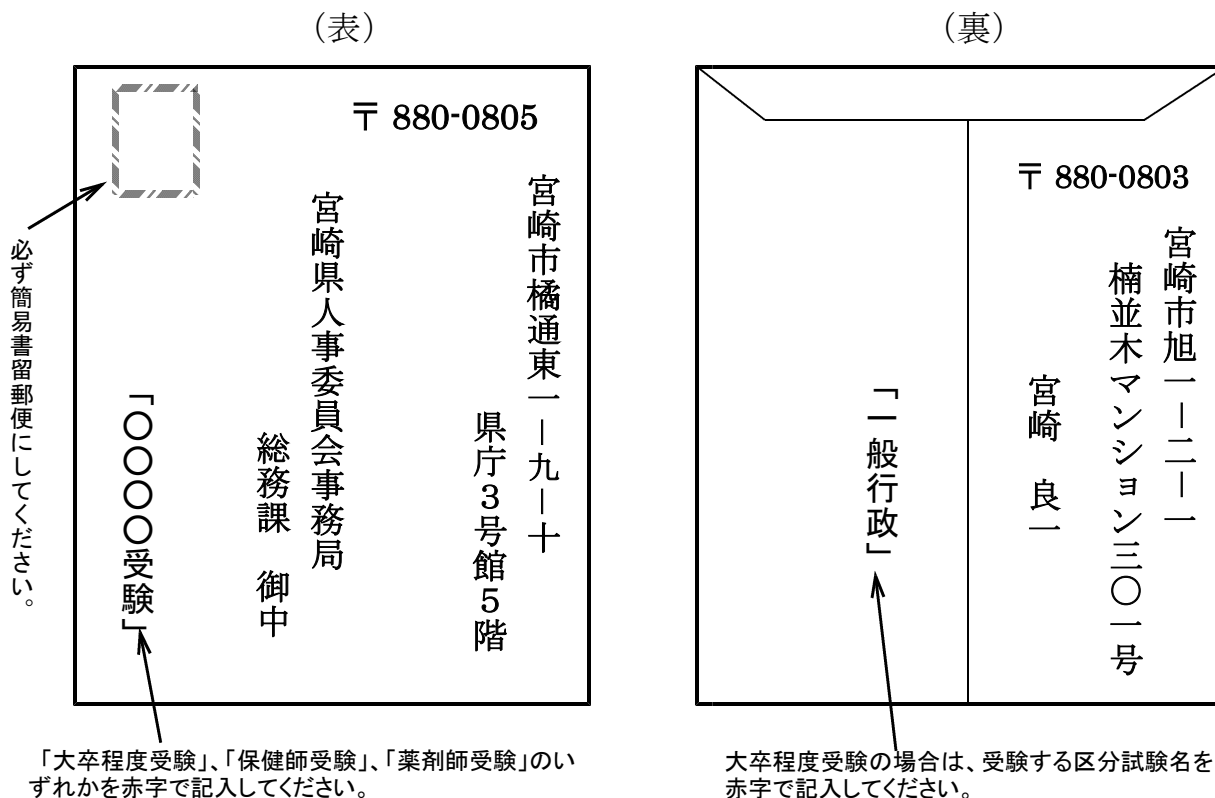 （表）
〒 880-0805
宮崎市橘通東一－九－十
県庁３号館５階
宮崎県人事委員会事務局
総務課　御中
「〇〇〇〇受験」
必ず簡易書留郵便にしてください。
「大卒程度受験」、「保健師受験」、「薬剤師受験」のい
ずれかを赤字で記入してください。
（裏）
〒 880-0803
宮崎市旭一－二－一
楠並木マンション三〇一号
宮崎　良一
「一般行政」
大卒程度受験の場合は、受験する区分試験名を
赤字で記入してください。